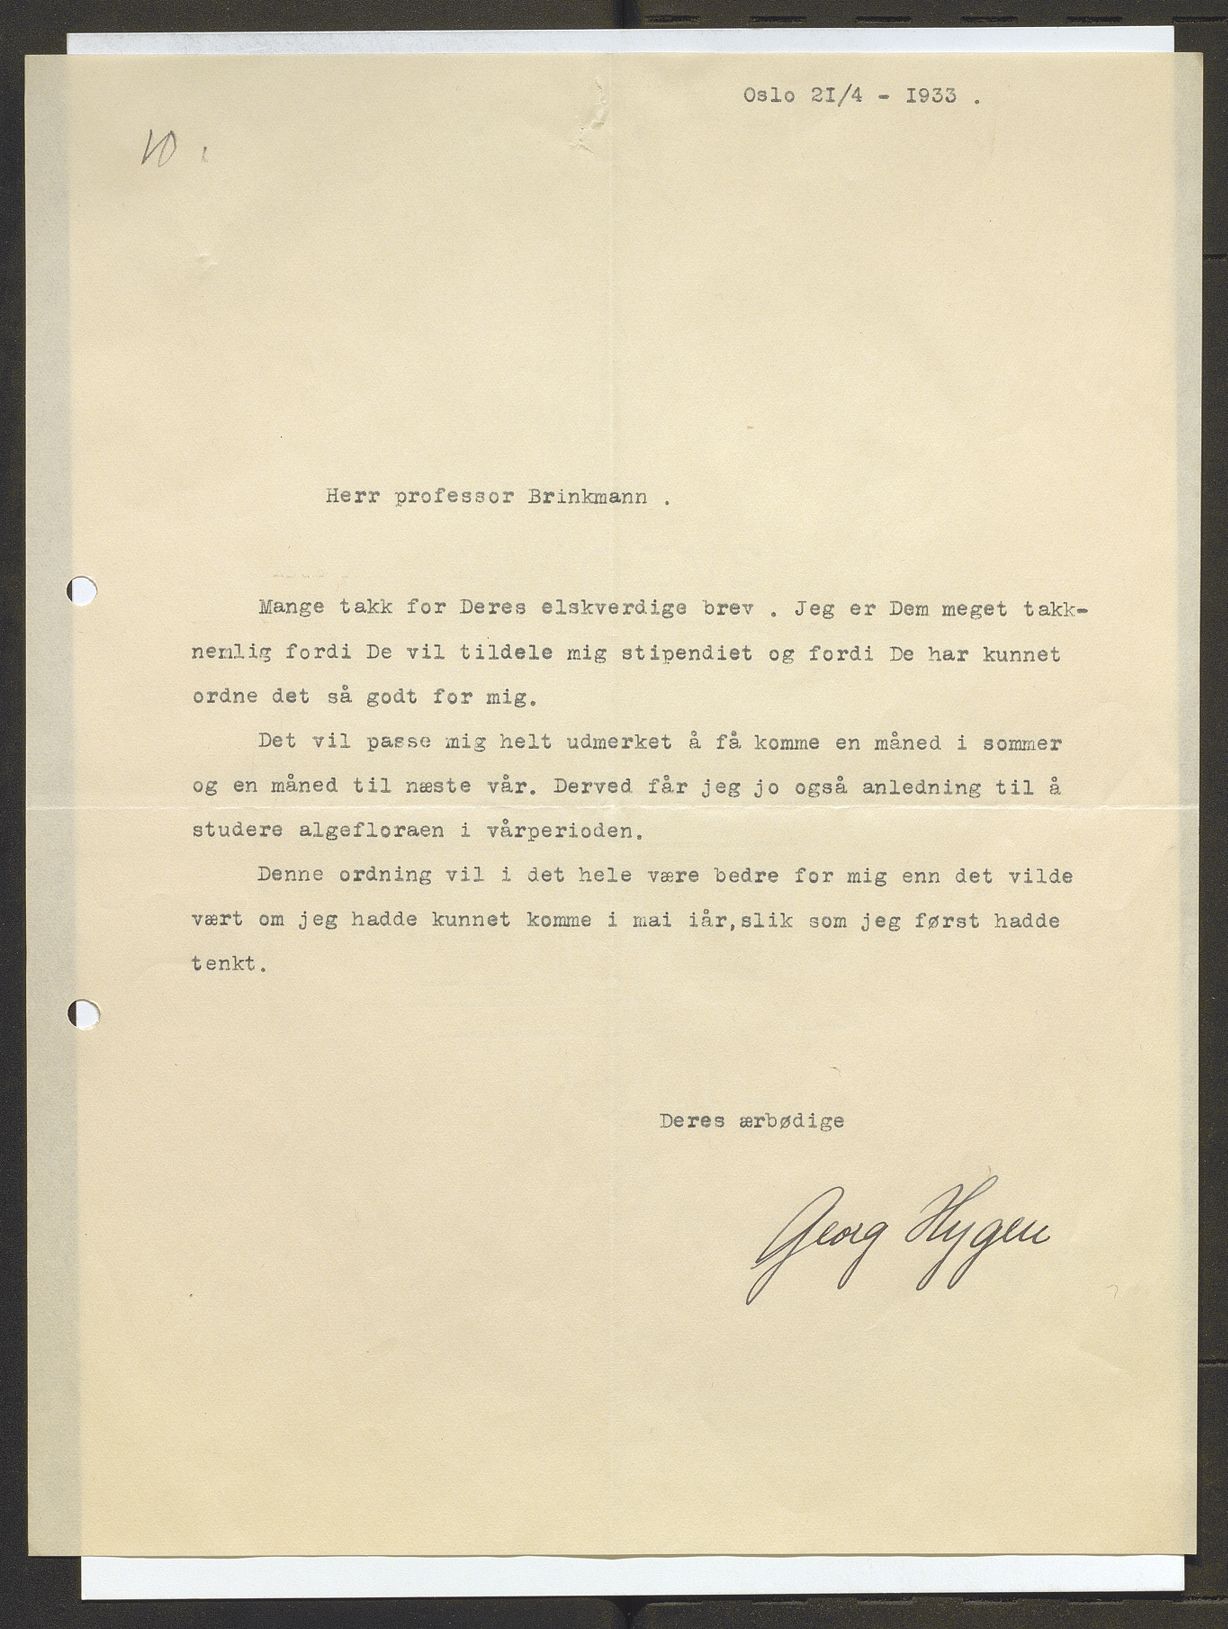 Oslo 2I/4 - I933 .
10.
Herr professor Brinkmann .
Mange takk for Deres elskverdige brev . Jeg er Dem meget takk-
nemlig fordi De vil tildele mig stipendiet og fordi De har kunnet
ordne det så godt for mig.
Det vil passe mig helt udmerket å få komme en måned i sommer
og en måned til næste vår. Derved får jeg jo også anledning til å
studere algefloraen i vårperioden.
Denne ordning vil i det hele være bedre for mig enn det vilde
vært om jeg hadde kunnet komme i mai iår,slik som jeg først hadde
tenkt.
Deres ærbødige
Georg Hygen